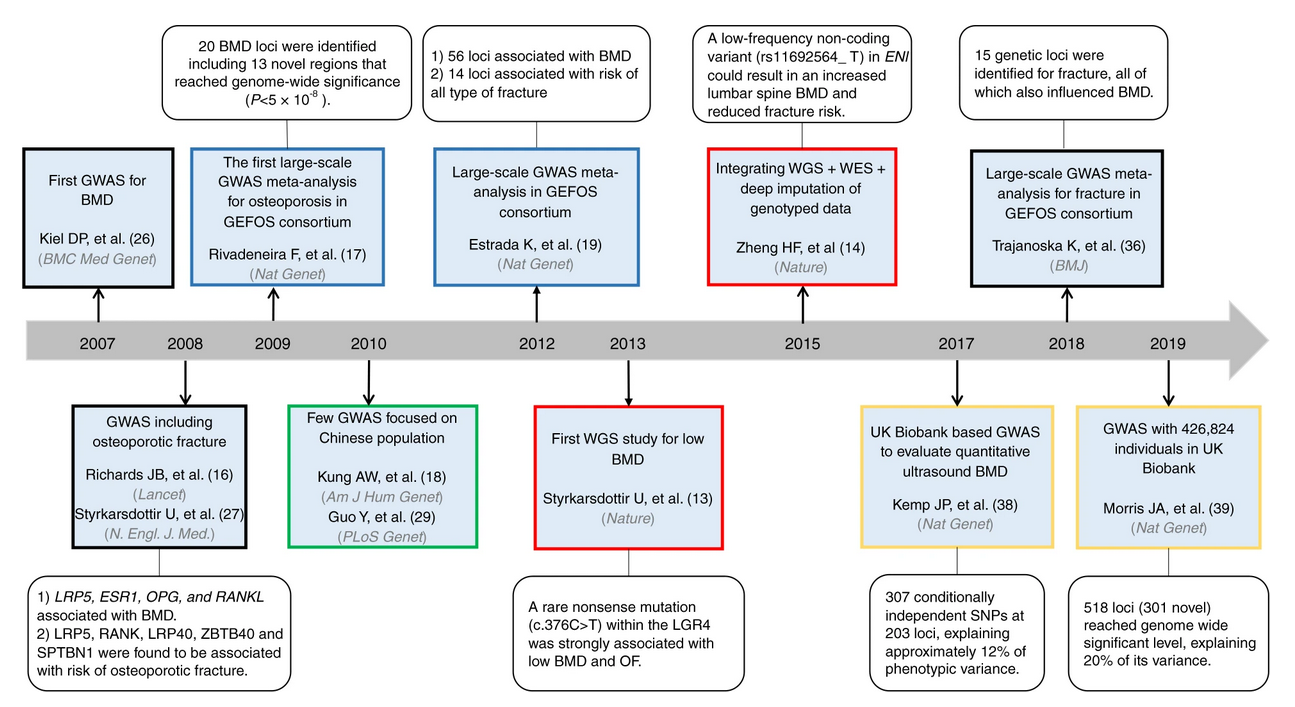 20 BMD loci were identified
including 13 novel regions that
reached genome-wide significance
(P<5 × 10-8 ).
1) 56 loci associated with BMD
2) 14 loci associated with risk of
all type of fracture
A low-frequency non-coding
variant (rs11692564_ T) in ENI
could result in an increased
lumbar spine BMD and
reduced fracture risk.
15 genetic loci were
identified for fracture, all of
which also influenced BMD.
First GWAS for
BMD
Kiel DP, et al. (26)
(BMC Med Genet)
The first large-scale
GWAS meta-analysis
for osteoporosis in
GEFOS consortium
Rivadeneira F, et al. (17)
(Nat Genet)
Large-scale GWAS meta-
analysis in GEFOS
consortium
Estrada K, et al. (19)
(Nat Genet)
Integrating WGS + WES +
deep imputation of
genotyped data
Zheng HF, et al (14)
(Nature)
Large-scale GWAS meta-
analysis for fracture in
GEFOS consortium
Trajanoska K, et al. (36)
(BMJ)
2007 2008 2009 2010 2012 2013 2015 2017 2018 2019
GWAS including
osteoporotic fracture
Richards JB, et al. (16)
(Lancet)
Styrkarsdottir U, et al. (27)
(N. Engl. J. Med.)
Few GWAS focused on
Chinese population
Kung AW, et al. (18)
(Am J Hum Genet)
Guo Y, et al. (29)
(PLoS Genet)
First WGS study for low
BMD
Styrkarsdottir U, et al. (13)
(Nature)
UK Biobank based GWAS
to evaluate quantitative
ultrasound BMD
Kemp JP, et al. (38)
(Nat Genet)
GWAS with 426,824
individuals in UK
Biobank
Morris JA, et al. (39)
(Nat Genet)
1) LRP5, ESR1, OPG, and RANKL
associated with BMD.
2) LRP5, RANK, LRP40, ZBTB40 and
SPTBN1 were found to be associated
with risk of osteoporotic fracture.
A rare nonsense mutation
(c.376C>T) within the LGR4
was strongly associated with
low BMD and OF.
307 conditionally
independent SNPs at
203 loci, explaining
approximately 12% of
phenotypic variance.
518 loci (301 novel)
reached genome wide
significant level, explaining
20% of its variance.